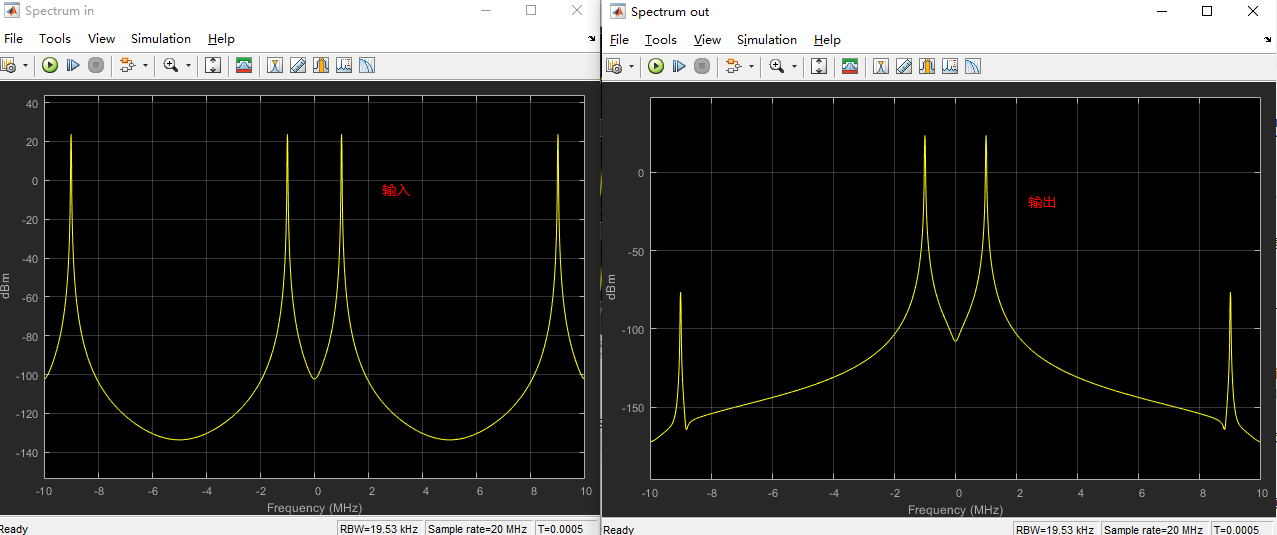 Spectrum in
File Tools View Simulation Help
40
20
0
-20
-40
-60
-80
-100
-120
-140
dBm
输入
-10 -8 -6 -4 -2 0 2 4 6 8 10
Frequency (MHz)
Ready
RBW=19.53 kHz Sample rate=20 MHz T=0.0005
Spectrum out
File Tools View Simulation Help
0
-50
-100
-150
dBm
输出
-10 -8 -6 -4 -2 0 2 4 6 8 10
Frequency (MHz)
Ready
RBW=19.53 kHz Sample rate=20 MHz T=0.0005